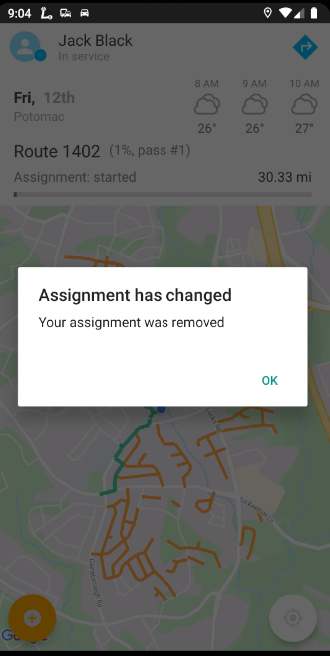 9:04
Jack Black
In service
8 AM 9 AM 10 AM
Fri, 12th
Potomac
26° 26° 27°
Route 1402 (1%, pass #1)
Assignment: started 30.33 mi
Assignment has changed
Your assignment was removed
OK